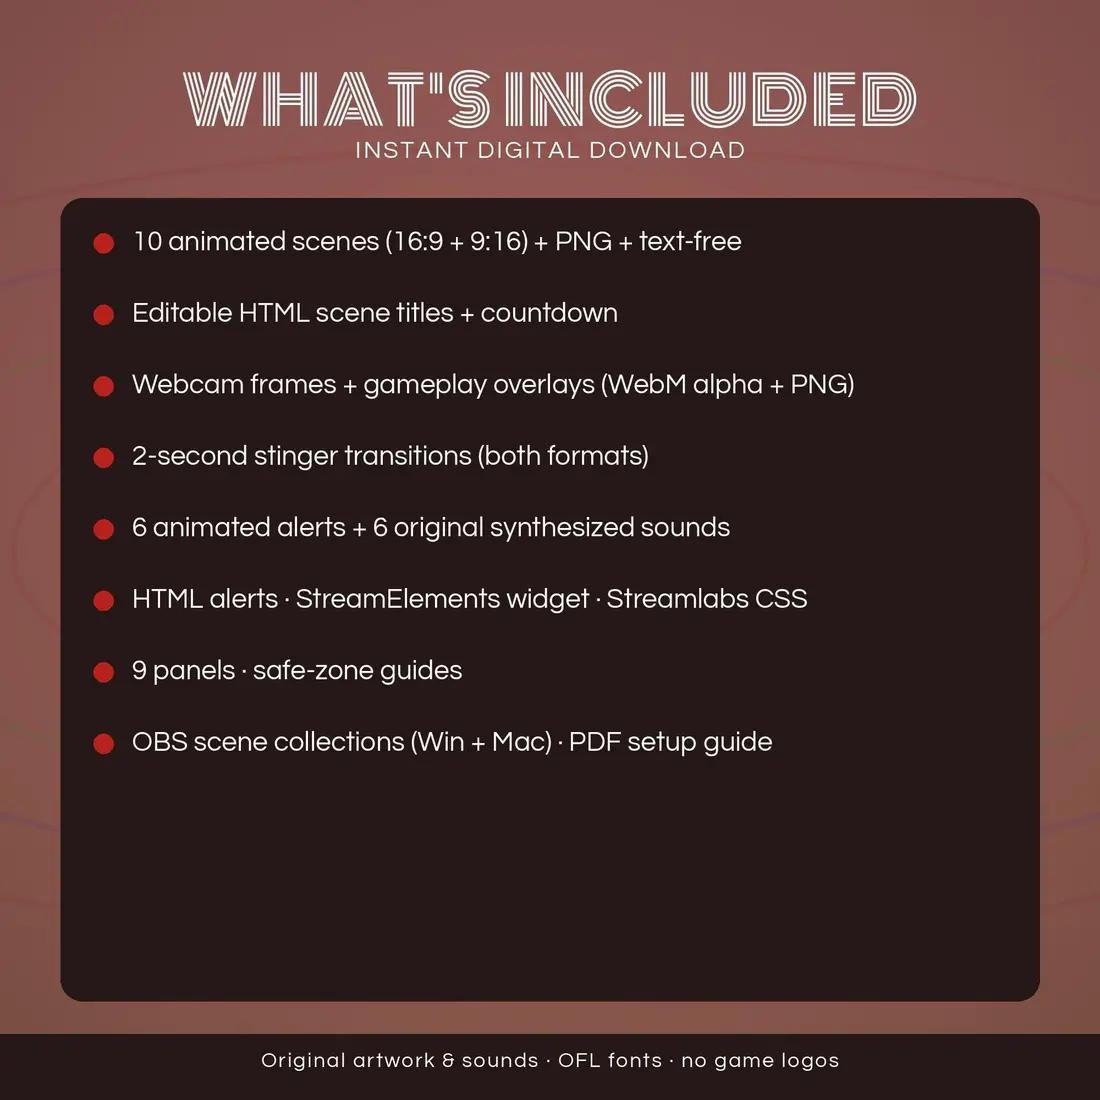 WHAT'S INCLUDED
INSTANT DIGITAL DOWNLOAD
10 animated scenes (16:9 + 9:16) + PNG + text-free
Editable HTML scene titles + countdown
Webcam frames + gameplay overlays (WebM alpha + PNG)
2-second stinger transitions (both formats)
6 animated alerts + 6 original synthesized sounds
HTML alerts · StreamElements widget · Streamlabs CSS
9 panels · safe-zone guides
OBS scene collections (Win + Mac) · PDF setup guide
Original artwork & sounds · OFL fonts · no game logos